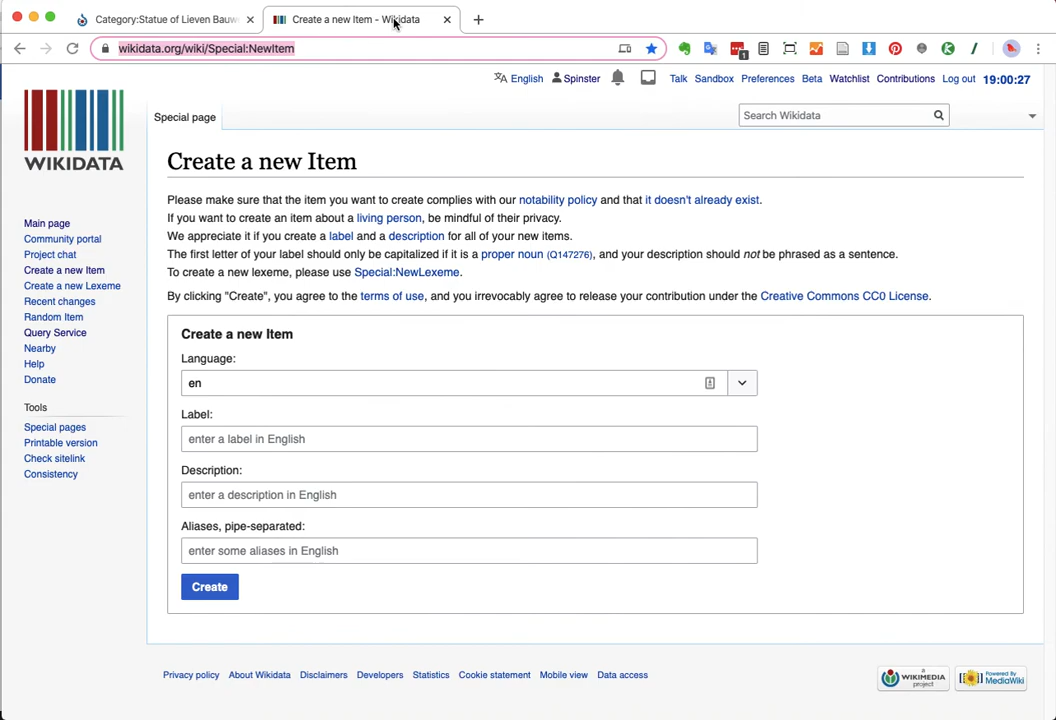 Category:Statue of Lieven Bauw
Create a new Item - Wikidata
wikidata.org/wiki/Special:NewItem
1
English Spinster Talk Sandbox Preferences Beta Watchlist Contributions Log out 19:00:27
WIKIDATA
Special page
Search Wikidata
Create a new Item
Please make sure that the item you want to create complies with our notability policy and that it doesn't already exist.
If you want to create an item about a living person, be mindful of their privacy.
We appreciate it if you create a label and a description for all of your new items.
The first letter of your label should only be capitalized if it is a proper noun (Q147276), and your description should not be phrased as a sentence.
To create a new lexeme, please use Special:NewLexeme.
By clicking "Create", you agree to the terms of use, and you irrevocably agree to release your contribution under the Creative Commons CC0 License.
Main page
Community portal
Project chat
Create a new Item
Create a new Lexeme
Recent changes
Random Item
Query Service
Nearby
Help
Donate
Tools
Special pages
Printable version
Check sitelink
Consistency
Create a new Item
Language:
en
Label:
enter a label in English
Description:
enter a description in English
Aliases, pipe-separated:
enter some aliases in English
Create
Privacy policy About Wikidata Disclaimers Developers Statistics Cookie statement Mobile view Data access
a WIKIMEDIA project
Powered By MediaWiki